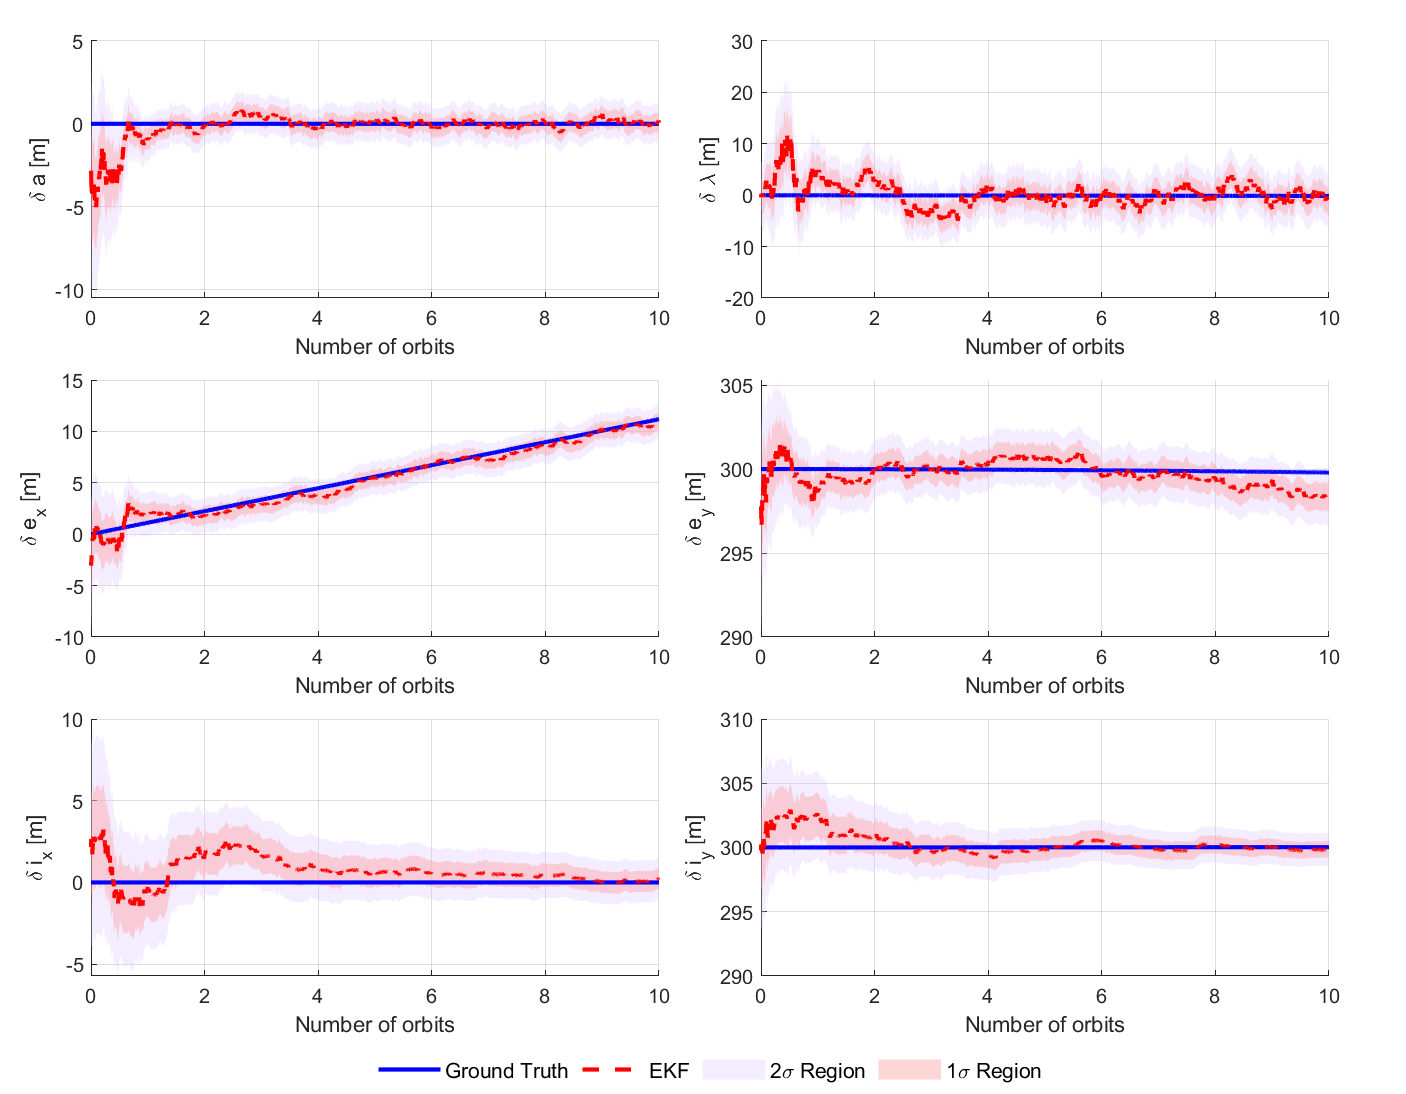 5
0
-5
-10
δ a [m]
0 2 4 6 8 10
Number of orbits
30
20
10
0
-10
-20
δ λ [m]
0 2 4 6 8 10
Number of orbits
15
10
5
0
-5
-10
δ e_x [m]
0 2 4 6 8 10
Number of orbits
305
300
295
290
δ e_y [m]
0 2 4 6 8 10
Number of orbits
10
5
0
-5
δ i_x [m]
0 2 4 6 8 10
Number of orbits
310
305
300
295
290
δ i_y [m]
0 2 4 6 8 10
Number of orbits
Ground Truth EKF 2σ Region 1σ Region